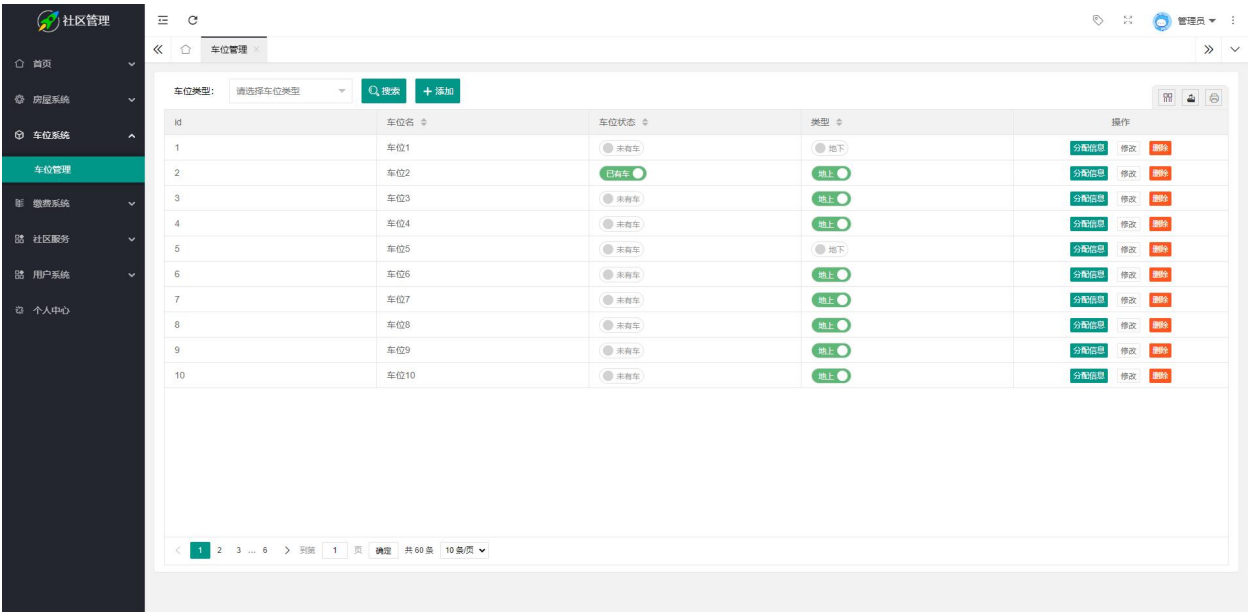 社区管理
管理员
车位管理
首页
房屋系统
车位系统
车位管理
缴费系统
社区服务
用户系统
个人中心
车位类型： 请选择车位类型 搜索 添加
id 车位名 车位状态 类型 操作
1 车位1 未有车 地下 分配信息 修改 删除
2 车位2 已有车 地上 分配信息 修改 删除
3 车位3 未有车 地上 分配信息 修改 删除
4 车位4 未有车 地上 分配信息 修改 删除
5 车位5 未有车 地下 分配信息 修改 删除
6 车位6 未有车 地上 分配信息 修改 删除
7 车位7 未有车 地上 分配信息 修改 删除
8 车位8 未有车 地上 分配信息 修改 删除
9 车位9 未有车 地上 分配信息 修改 删除
10 车位10 未有车 地上 分配信息 修改 删除
1 2 3 … 6 到第 1 页 确定 共 60 条 10 条/页